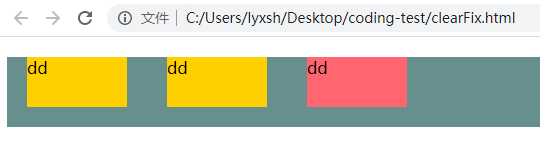 文件 C:/Users/lyxsh/Desktop/coding-test/clearFix.html
dd dd dd